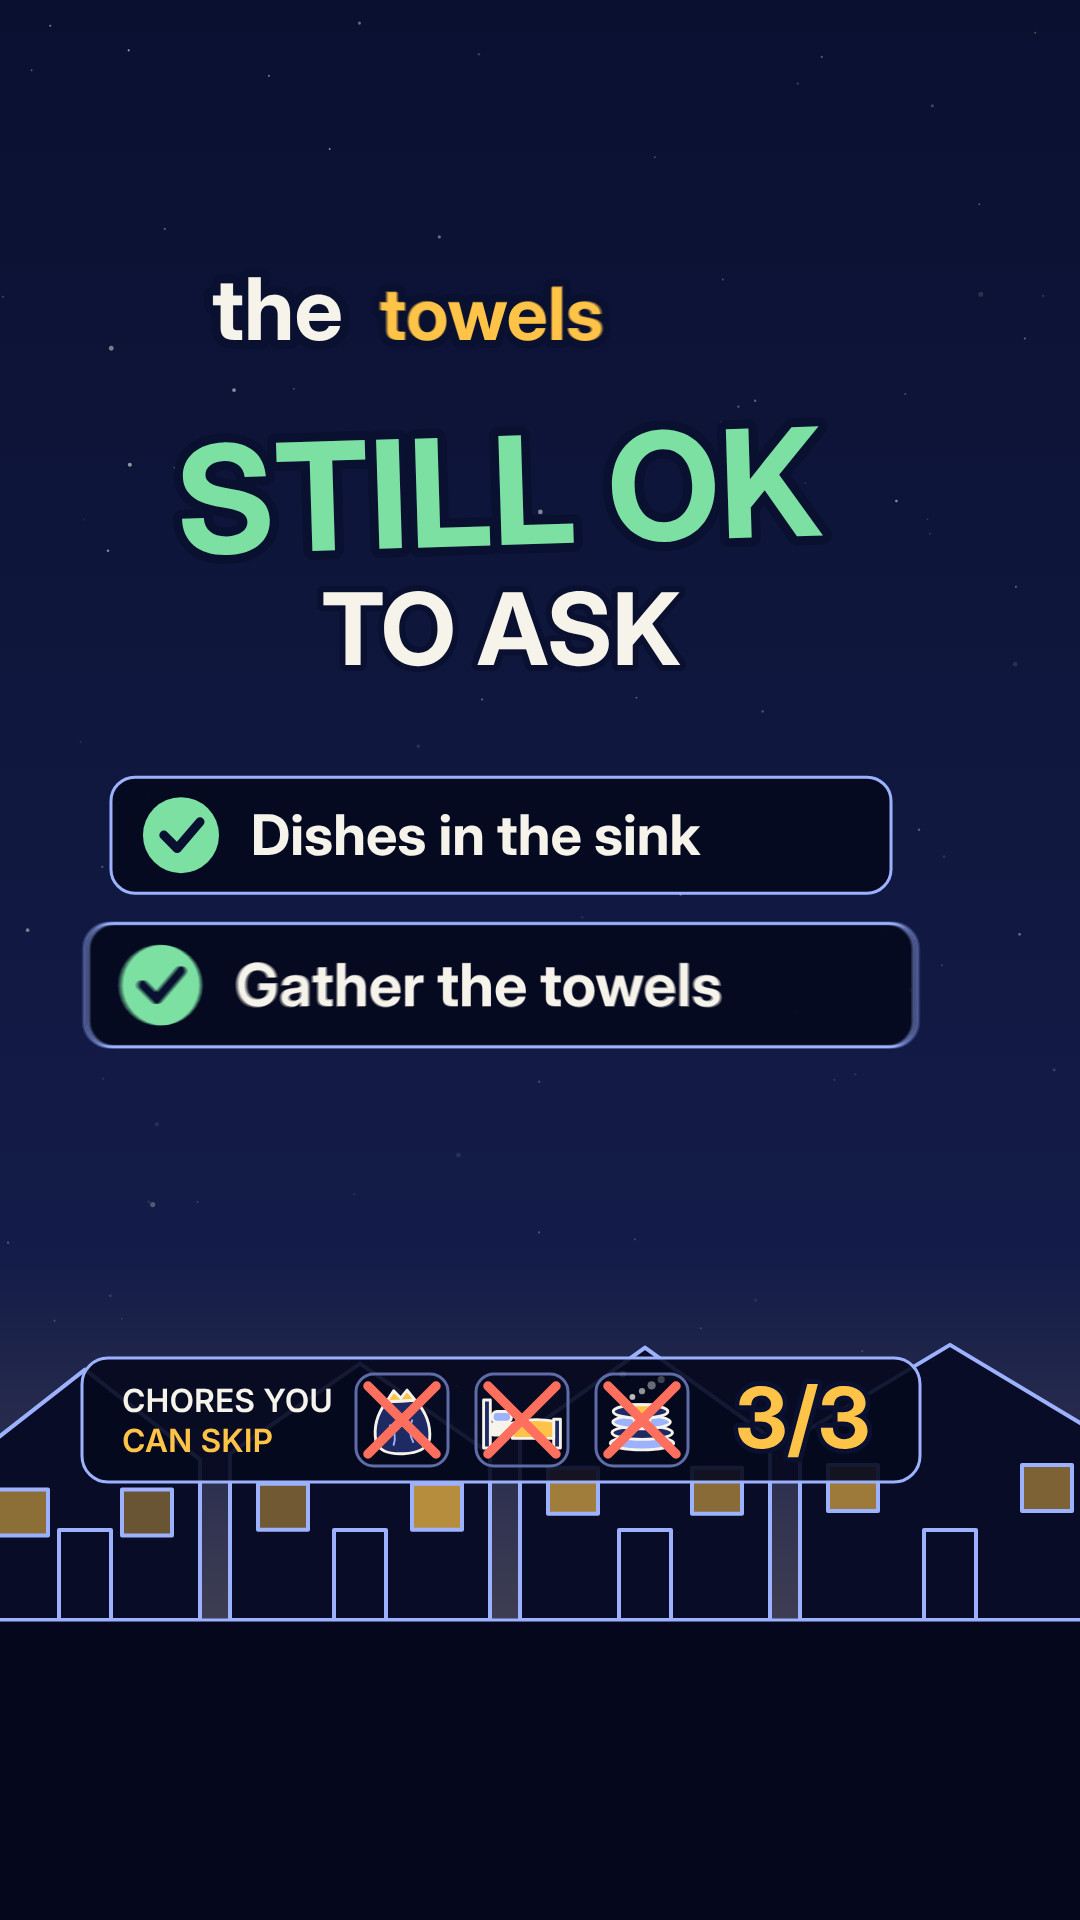 the towels
STILL OK
TO ASK
Dishes in the sink
Gather the towels
CHORES YOU
CAN SKIP
3/3